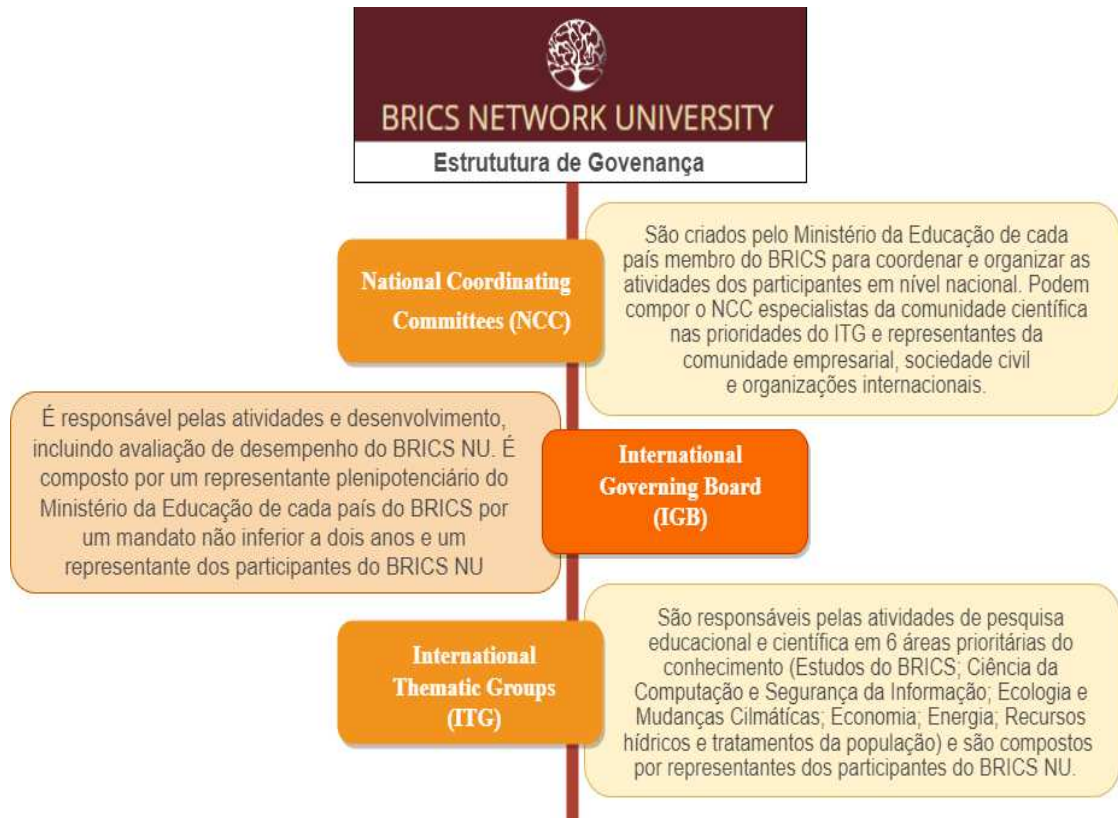 BRICS NETWORK UNIVERSITY
Estrututura de Govenança
National Coordinating
Committees (NCC)
São criados pelo Ministério da Educação de cada
país membro do BRICS para coordenar e organizar as
atividades dos participantes em nível nacional. Podem
compor o NCC especialistas da comunidade científica
nas prioridades do ITG e representantes da
comunidade empresarial, sociedade civil
e organizações internacionais.
É responsável pelas atividades e desenvolvimento,
incluindo avaliação de desempenho do BRICS NU. É
composto por um representante plenipotenciário do
Ministério da Educação de cada país do BRICS por
um mandato não inferior a dois anos e um
representante dos participantes do BRICS NU
International
Governing Board
(IGB)
International
Thematic Groups
(ITG)
São responsáveis pelas atividades de pesquisa
educacional e científica em 6 áreas prioritárias do
conhecimento (Estudos do BRICS; Ciência da
Computação e Segurança da Informação; Ecologia e
Mudanças Cilmátícas; Economia; Energia; Recursos
hídricos e tratamentos da população) e são compostos
por representantes dos participantes do BRICS NU.